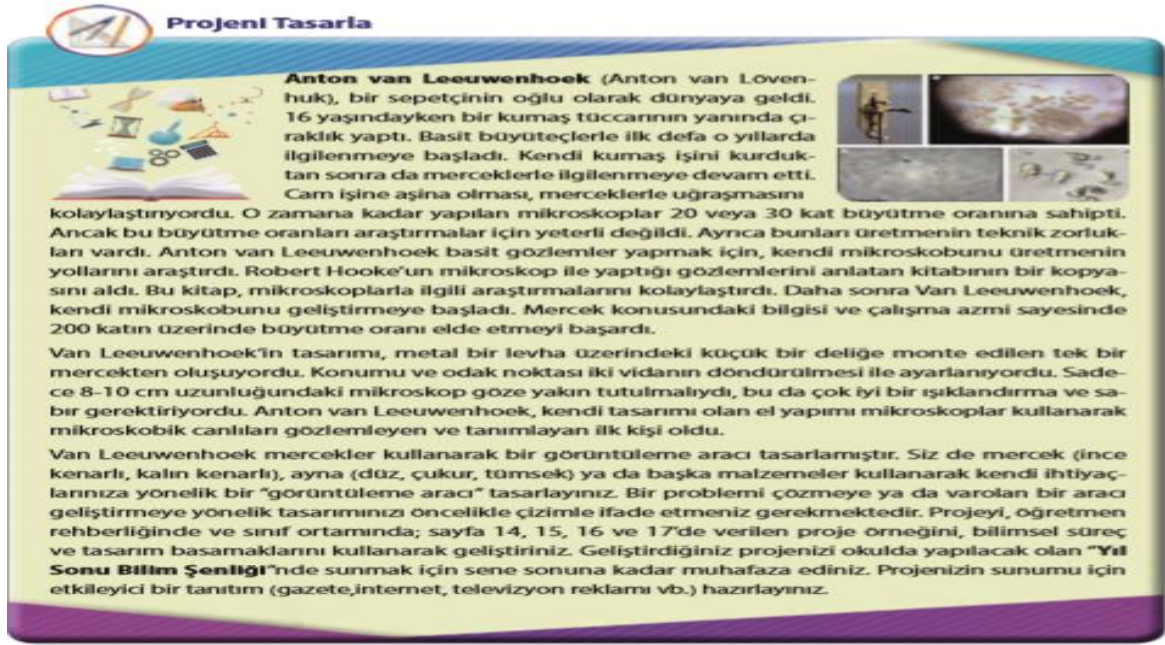 Projeni Tasarla
Anton van Leeuwenhoek (Anton van Löven-
huk), bir sepetçinin oğlu olarak dünyaya geldi.
16 yaşındayken bir kumaş tüccarının yanında çı-
raklık yaptı. Basit büyüteçlerle ilk defa o yıllarda
ilgilenmeye başladı. Kendi kumaş işini kurduk-
tan sonra da merceklerle ilgilenmeye devam etti.
Cam işine aşina olması, merceklerle uğraşmasını
kolaylaştırıyordu. O zamana kadar yapılan mikroskoplar 20 veya 30 kat büyütme oranına sahipti.
Ancak bu büyütme oranları araştırmalar için yeterli değildi. Ayrıca bunları üretmenin teknik zorluk-
ları vardı. Anton van Leeuwenhoek basit gözlemler yapmak için, kendi mikroskobunu üretmenin
yollarını araştırdı. Robert Hooke'un mikroskop ile yaptığı gözlemlerini anlatan kitabının bir kopya-
sını aldı. Bu kitap, mikroskoplarla ilgili araştırmalarını kolaylaştırdı. Daha sonra Van Leeuwenhoek,
kendi mikroskobunu geliştirmeye başladı. Mercek konusundaki bilgisi ve çalışma azmi sayesinde
200 katın üzerinde büyütme oranı elde etmeyi başardı.
Van Leeuwenhoek'in tasarımı, metal bir levha üzerindeki küçük bir deliğe monte edilen tek bir
mercekten oluşuyordu. Konumu ve odak noktası iki vidanın döndürülmesi ile ayarlanıyordu. Sade-
ce 8-10 cm uzunluğundaki mikroskop göze yakın tutulmalıydı, bu da çok iyi bir ışıklandırma ve sa-
bır gerektiriyordu. Anton van Leeuwenhoek, kendi tasarımı olan el yapımı mikroskoplar kullanarak
mikroskobik canlıları gözlemleyen ve tanımlayan ilk kişi oldu.
Van Leeuwenhoek mercekler kullanarak bir görüntüleme aracı tasarlamıştır. Siz de mercek (ince
kenarlı, kalın kenarlı), ayna (düz, çukur, tümsek) ya da başka malzemeler kullanarak kendi ihtiyaç-
larınıza yönelik bir "görüntüleme aracı" tasarlayınız. Bir problemi çözmeye ya da varolan bir aracı
geliştirmeye yönelik tasarımınızı öncelikle çizimle ifade etmeniz gerekmektedir. Projeyi, öğretmen
rehberliğinde ve sınıf ortamında; sayfa 14, 15, 16 ve 17'de verilen proje örneğini, bilimsel süreç
ve tasarım basamaklarını kullanarak geliştiriniz. Geliştirdiğiniz projenizi okulda yapılacak olan "Yıl
Sonu Bilim Şenliği"nde sunmak için sene sonuna kadar muhafaza ediniz. Projenizin sunumu için
etkileyici bir tanıtım (gazete,internet, televizyon reklamı vb.) hazırlayınız.